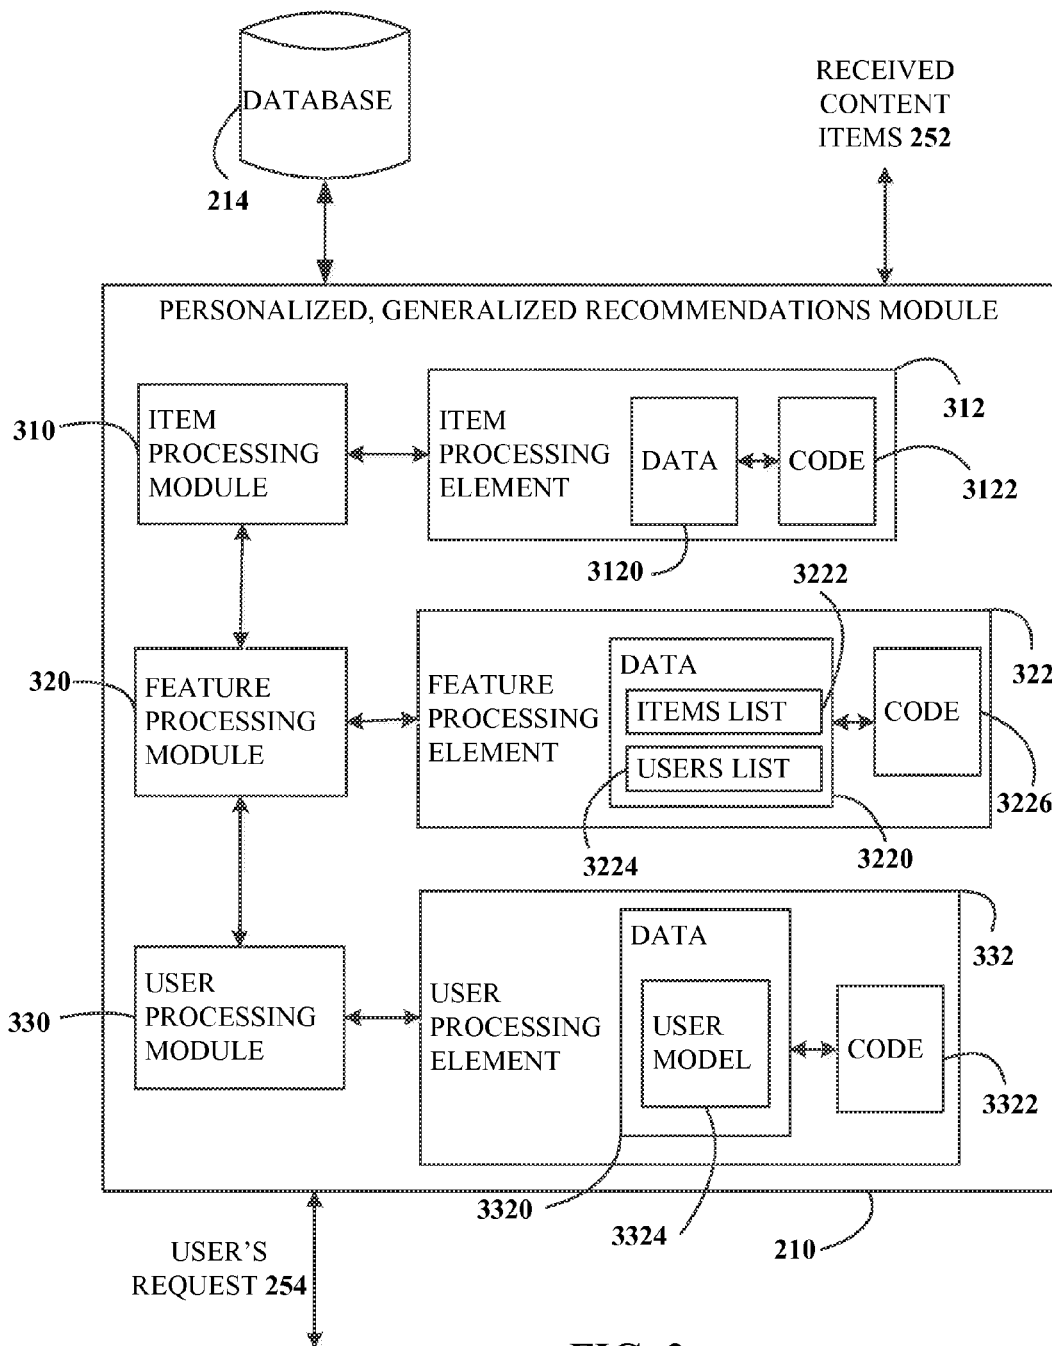 DATABASE
214
RECEIVED
CONTENT
ITEMS 252
PERSONALIZED, GENERALIZED RECOMMENDATIONS MODULE
310
ITEM
PROCESSING
MODULE
ITEM
PROCESSING
ELEMENT
DATA
CODE
312
3122
3120
3222
320
FEATURE
PROCESSING
MODULE
FEATURE
PROCESSING
ELEMENT
DATA
ITEMS LIST
USERS LIST
CODE
322
3226
3224
3220
330
USER
PROCESSING
MODULE
USER
PROCESSING
ELEMENT
DATA
USER
MODEL
CODE
332
3322
3320
3324
210
USER'S
REQUEST 254